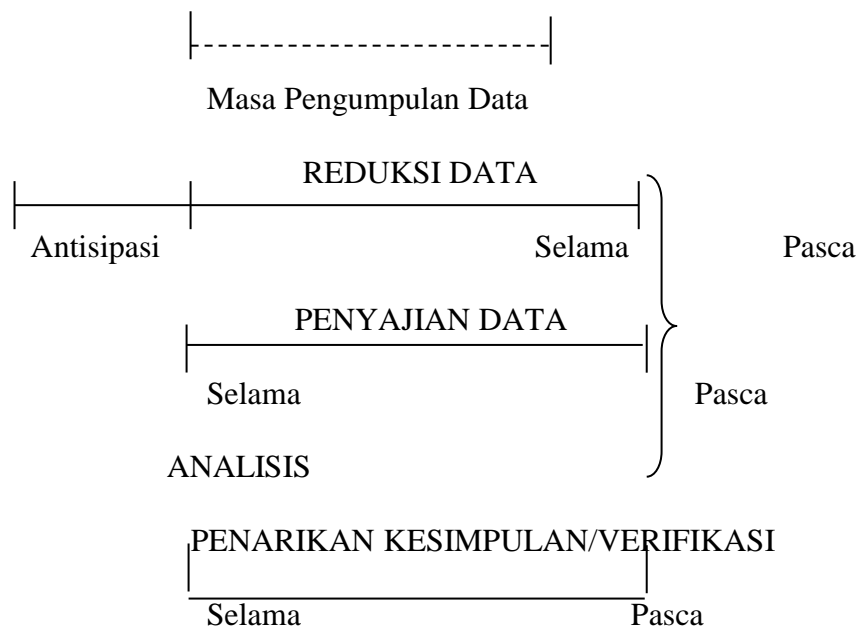 Masa Pengumpulan Data
REDUKSI DATA
Antisipasi Selama Pasca
PENYAJIAN DATA
Selama Pasca
ANALISIS
PENARIKAN KESIMPULAN/VERIFIKASI
Selama Pasca